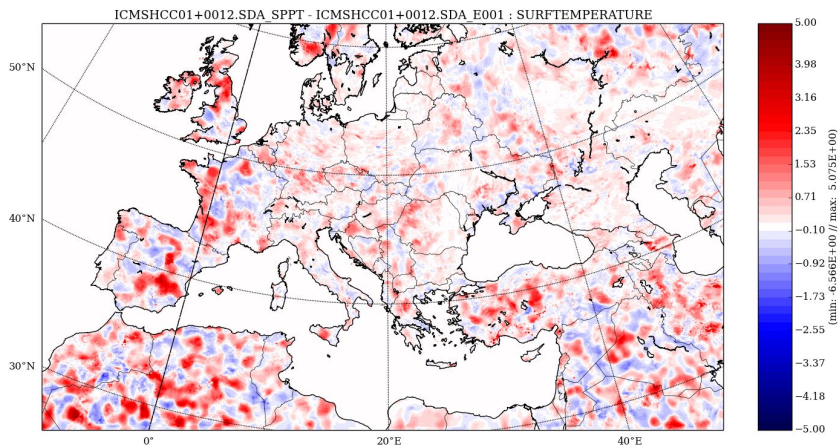 ICMSHCC01+0012.SDA_SPPT - ICMSHCC01+0012.SDA_E001 : SURFTEMPERATURE
50°N
40°N
30°N
0°
20°E
40°E
5.00
3.98
3.16
2.35
1.53
0.71
−0.10
−0.92
−1.73
−2.55
−3.37
−4.18
−5.00
(min: -6.566E+00 // max: 5.075E+00)